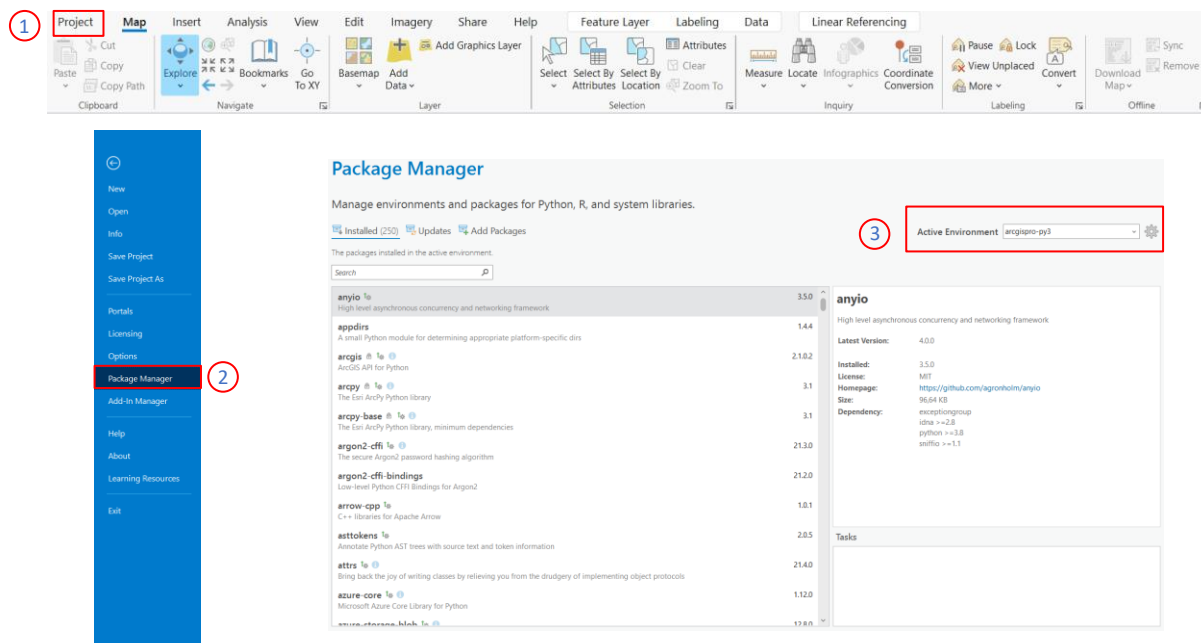 1
Project Map Insert Analysis View Edit Imagery Share Help Feature Layer Labeling Data Linear Referencing
Paste
Cut
Copy
Copy Path
Clipboard
Explore
Bookmarks
Go
To XY
Navigate
Basemap
Add
Data
Add Graphics Layer
Layer
Select
Select By
Attributes
Select By
Location
Attributes
Clear
Zoom To
Selection
Measure
Locate
Infographics
Coordinate
Conversion
Inquiry
Pause
Lock
View Unplaced
More
A
Convert
Labeling
Download
Map
Sync
Remove
Offline
New
Open
Info
Save Project
Save Project As
Portals
Licensing
Options
Package Manager
2
Add-In Manager
Help
About
Learning Resources
Exit
Package Manager
Manage environments and packages for Python, R, and system libraries.
Installed (250) Updates Add Packages
3
Active Environment arcgispro-py3
The packages installed in the active environment.
Search
anyio 3.5.0
High level asynchronous concurrency and networking framework
appdirs 1.4.4
A small Python module for determining appropriate platform-specific dirs
arcgis 2.1.0.2
ArcGIS API for Python
arcpy 3.1
The Esri ArcPy Python library
arcpy-base 3.1
The Esri ArcPy Python library, minimum dependencies
argon2-cffi 21.3.0
The secure Argon2 password hashing algorithm
argon2-cffi-bindings 21.2.0
Low-level Python CFFI Bindings for Argon2
arrow-cpp 1.0.1
C++ libraries for Apache Arrow
asttokens 2.0.5
Annotate Python AST trees with source text and token information
attrs 21.4.0
Bring back the joy of writing classes by relieving you from the drudgery of implementing object protocols
azure-core 1.12.0
Microsoft Azure Core Library for Python
azure-storage-blob 12.8.0
anyio
High level asynchronous concurrency and networking framework
Latest Version: 4.0.0
Installed: 3.5.0
License: MIT
Homepage: https://github.com/agronholm/anyio
Size: 96.64 KB
Dependency: exceptiongroup
idna >=2.8
python >=3.8
sniffio >=1.1
Tasks